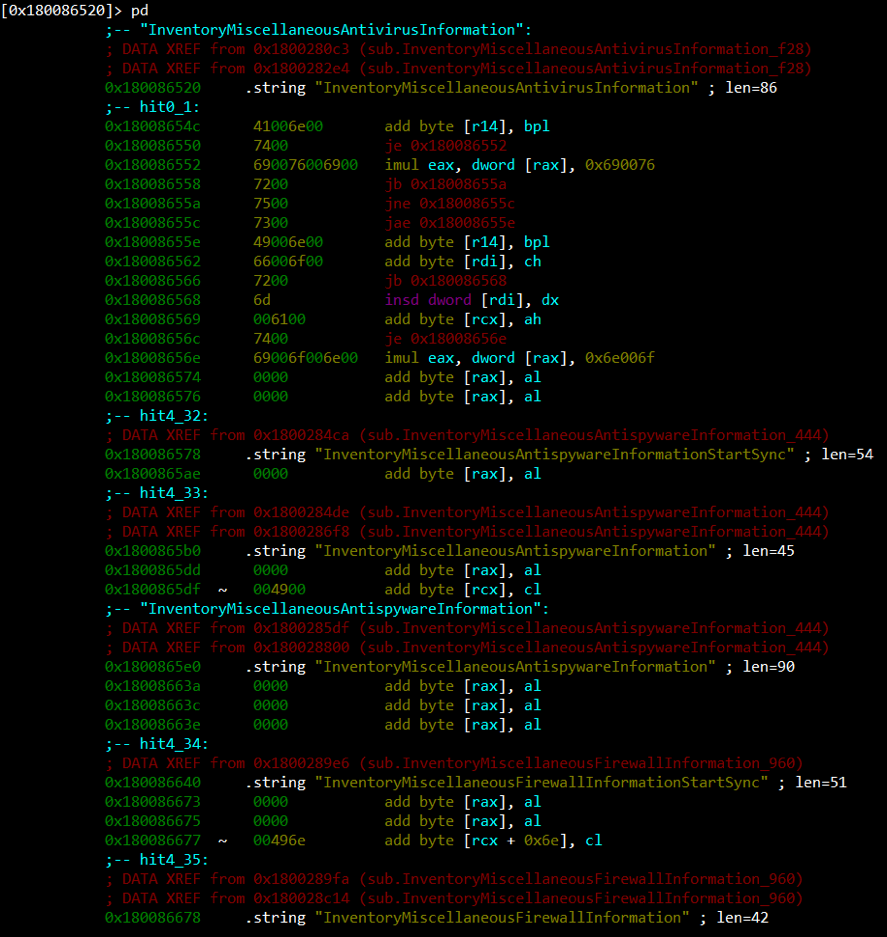 [0x180086520]> pd
;-- "InventoryMiscellaneousAntivirusInformation":
; DATA XREF from 0x1800280c3 (sub.InventoryMiscellaneousAntivirusInformation_f28)
; DATA XREF from 0x1800282e4 (sub.InventoryMiscellaneousAntivirusInformation_f28)
0x180086520 .string "InventoryMiscellaneousAntivirusInformation" ; len=86
;-- hit0_1:
0x18008654c 41006e00 add byte [r14], bpl
0x180086550 7400 je 0x180086552
0x180086552 690076006900 imul eax, dword [rax], 0x690076
0x180086558 7200 jb 0x18008655a
0x18008655a 7500 jne 0x18008655c
0x18008655c 7300 jae 0x18008655e
0x18008655e 49006e00 add byte [r14], bpl
0x180086562 66006f00 add byte [rdi], ch
0x180086566 7200 jb 0x180086568
0x180086568 6d insd dword [rdi], dx
0x180086569 006100 add byte [rcx], ah
0x18008656c 7400 je 0x18008656e
0x18008656e 69006f006e00 imul eax, dword [rax], 0x6e006f
0x180086574 0000 add byte [rax], al
0x180086576 0000 add byte [rax], al
;-- hit4_32:
; DATA XREF from 0x1800284ca (sub.InventoryMiscellaneousAntispywareInformation_444)
0x180086578 .string "InventoryMiscellaneousAntispywareInformationStartSync" ; len=54
0x1800865ae 0000 add byte [rax], al
;-- hit4_33:
; DATA XREF from 0x1800284de (sub.InventoryMiscellaneousAntispywareInformation_444)
; DATA XREF from 0x1800286f8 (sub.InventoryMiscellaneousAntispywareInformation_444)
0x1800865b0 .string "InventoryMiscellaneousAntispywareInformation" ; len=45
0x1800865dd 0000 add byte [rax], al
0x1800865df ~ 004900 add byte [rcx], cl
;-- "InventoryMiscellaneousAntispywareInformation":
; DATA XREF from 0x1800285df (sub.InventoryMiscellaneousAntispywareInformation_444)
; DATA XREF from 0x180028800 (sub.InventoryMiscellaneousAntispywareInformation_444)
0x1800865e0 .string "InventoryMiscellaneousAntispywareInformation" ; len=90
0x18008663a 0000 add byte [rax], al
0x18008663c 0000 add byte [rax], al
0x18008663e 0000 add byte [rax], al
;-- hit4_34:
; DATA XREF from 0x1800289e6 (sub.InventoryMiscellaneousFirewallInformation_960)
0x180086640 .string "InventoryMiscellaneousFirewallInformationStartSync" ; len=51
0x180086673 0000 add byte [rax], al
0x180086675 0000 add byte [rax], al
0x180086677 ~ 00496e add byte [rcx + 0x6e], cl
;-- hit4_35:
; DATA XREF from 0x1800289fa (sub.InventoryMiscellaneousFirewallInformation_960)
; DATA XREF from 0x180028c14 (sub.InventoryMiscellaneousFirewallInformation_960)
0x180086678 .string "InventoryMiscellaneousFirewallInformation" ; len=42